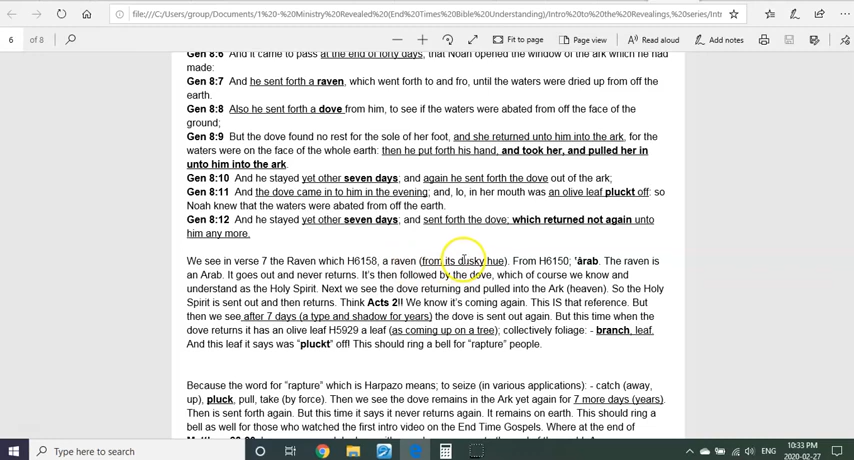 file:///C:/Users/group/Documents/1%20-%20Ministry%20Revealed%20(End%20Times%20Bible%20Understanding)/Intro%20to%20the%20Revealings,%20series/Intr
6 of 8
Fit to page
Page view
Read aloud
Add notes
Gen 8:6 And it came to pass at the end of forty days, that Noah opened the window of the ark which he had
made:
Gen 8:7 And he sent forth a raven, which went forth to and fro, until the waters were dried up from off the
earth.
Gen 8:8 Also he sent forth a dove from him, to see if the waters were abated from off the face of the
ground;
Gen 8:9 But the dove found no rest for the sole of her foot, and she returned unto him into the ark, for the
waters were on the face of the whole earth: then he put forth his hand, and took her, and pulled her in
unto him into the ark.
Gen 8:10 And he stayed yet other seven days; and again he sent forth the dove out of the ark;
Gen 8:11 And the dove came in to him in the evening; and, lo, in her mouth was an olive leaf pluckt off: so
Noah knew that the waters were abated from off the earth.
Gen 8:12 And he stayed yet other seven days; and sent forth the dove; which returned not again unto
him any more.
We see in verse 7 the Raven which H6158, a raven (from its dusky hue). From H6150; ʽârab. The raven is
an Arab. It goes out and never returns. It's then followed by the dove, which of course we know and
understand as the Holy Spirit. Next we see the dove returning and pulled into the Ark (heaven). So the Holy
Spirit is sent out and then returns. Think Acts 2!! We know it's coming again. This IS that reference. But
then we see after 7 days (a type and shadow for years) the dove is sent out again. But this time when the
dove returns it has an olive leaf H5929 a leaf (as coming up on a tree); collectively foliage: - branch, leaf.
And this leaf it says was “pluckt” off! This should ring a bell for “rapture” people.
Because the word for “rapture” which is Harpazo means; to seize (in various applications): - catch (away,
up), pluck, pull, take (by force). Then we see the dove remains in the Ark yet again for 7 more days (years).
Then is sent forth again. But this time it says it never returns again. It remains on earth. This should ring a
bell as well for those who watched the first intro video on the End Time Gospels. Where at the end of
Type here to search
ENG
10:33 PM
2020-02-27